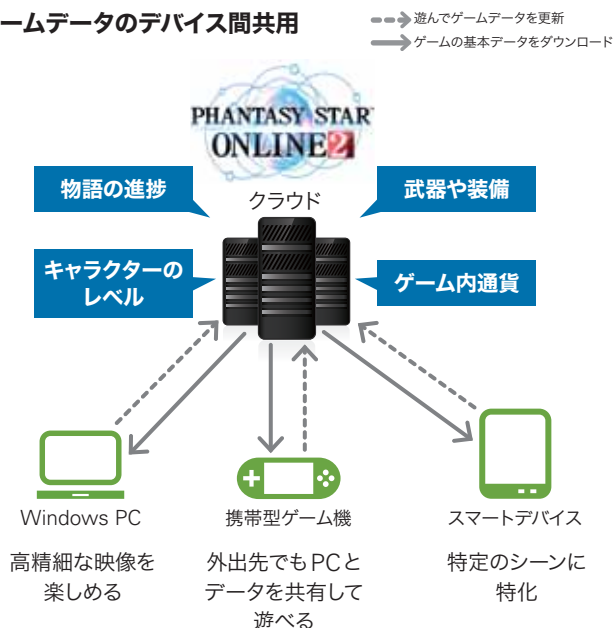 ームデータのデバイス間共用
遊んでゲームデータを更新
ゲームの基本データをダウンロード
PHANTASY STAR
ONLINE2
物語の進捗
クラウド
武器や装備
キャラクターの
レベル
ゲーム内通貨
Windows PC
携帯型ゲーム機
スマートデバイス
高精細な映像を
楽しめる
外出先でもPCと
データを共有して
遊べる
特定のシーンに
特化